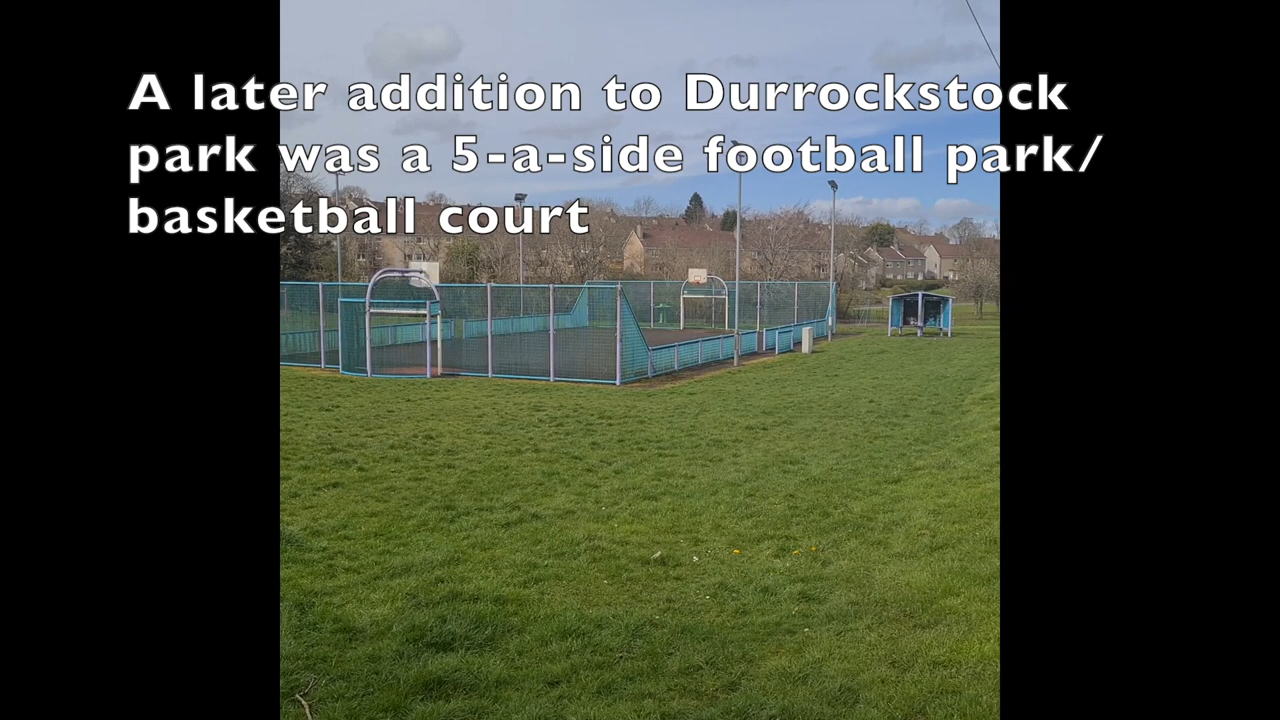 A later addition to Durrockstock
park was a 5-a-side football park/
basketball court